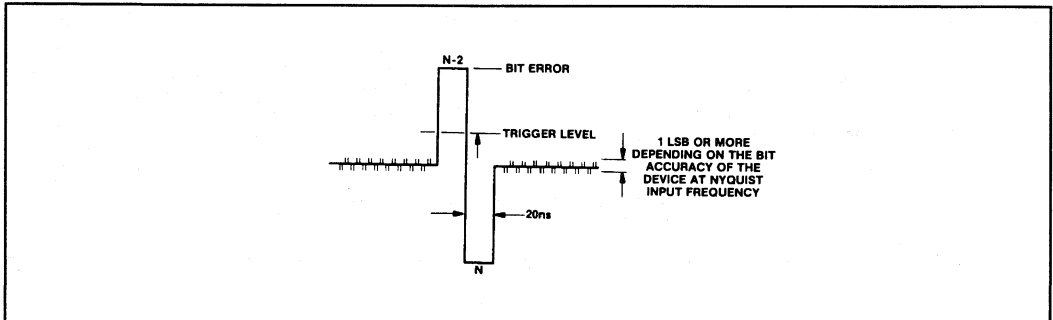 N-2
BIT ERROR
TRIGGER LEVEL
1 LSB OR MORE
DEPENDING ON THE BIT
ACCURACY OF THE
DEVICE AT NYQUIST
INPUT FREQUENCY
20ns
N